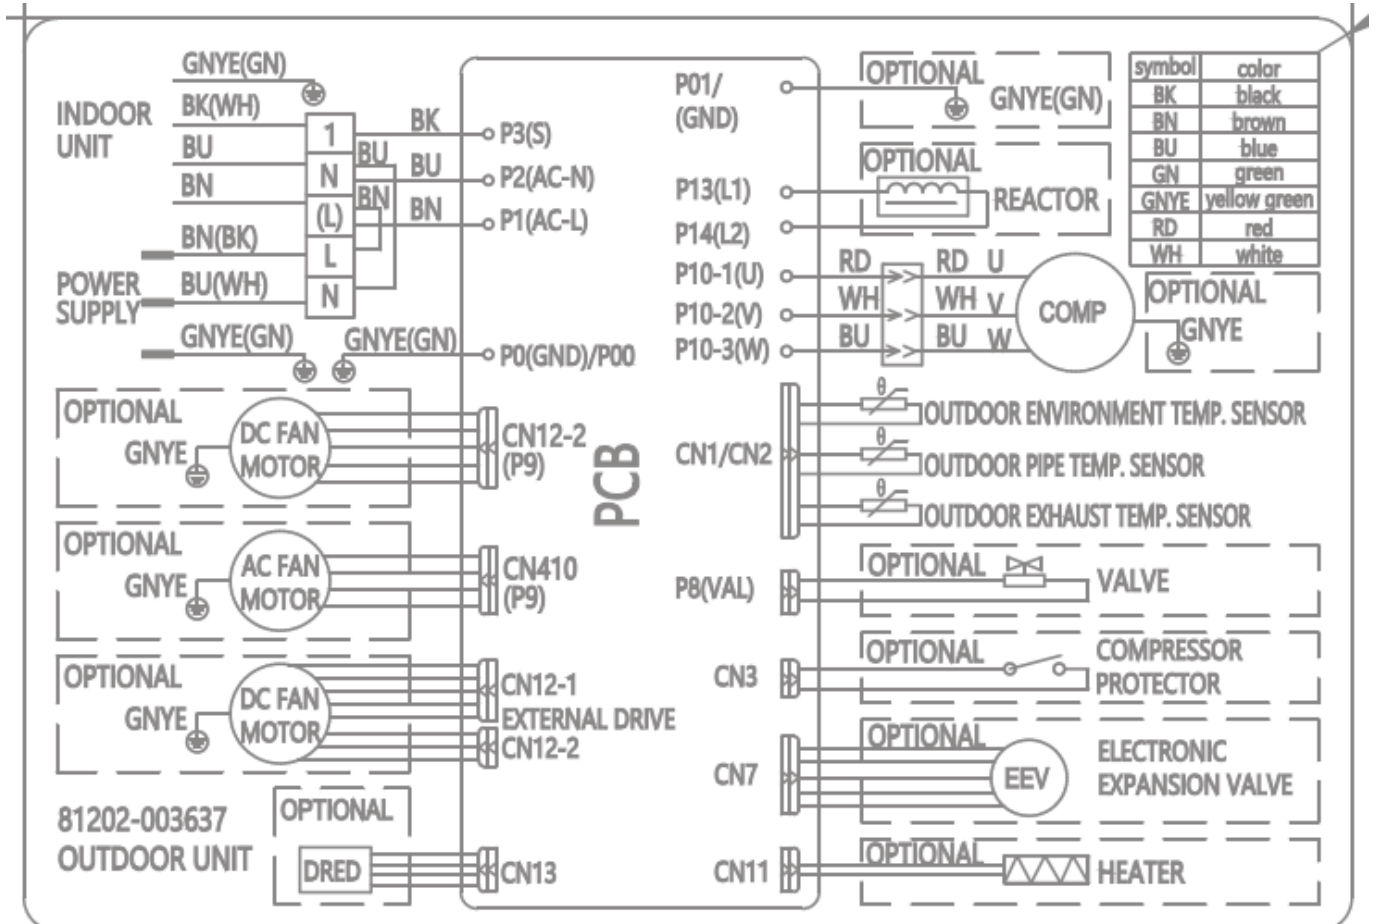 GNYE(GN)
INDOOR
UNIT
BK(WH)
BU
BN
1
N
(L)
L
N
BU
BN
BK
BU
BN
P3(S)
P2(AC-N)
P1(AC-L)
BN(BK)
POWER
SUPPLY
BU(WH)
GNYE(GN)
GNYE(GN)
P0(GND)/P00
OPTIONAL
GNYE
DC FAN
MOTOR
CN12-2
(P9)
OPTIONAL
GNYE
AC FAN
MOTOR
CN410
(P9)
OPTIONAL
GNYE
DC FAN
MOTOR
CN12-1
EXTERNAL DRIVE
CN12-2
81202-003637
OUTDOOR UNIT
OPTIONAL
DRED
CN13
PCB
P01/
(GND)
OPTIONAL
GNYE(GN)
P13(L1)
P14(L2)
OPTIONAL
REACTOR
P10-1(U)
P10-2(V)
P10-3(W)
RD
WH
BU
RD U
WH V
BU W
COMP
OPTIONAL
GNYE
symbol color
BK black
BN brown
BU blue
GN green
GNYE yellow green
RD red
WH white
CN1/CN2
θ
OUTDOOR ENVIRONMENT TEMP. SENSOR
θ
OUTDOOR PIPE TEMP. SENSOR
θ
OUTDOOR EXHAUST TEMP. SENSOR
P8(VAL)
OPTIONAL
VALVE
CN3
OPTIONAL
COMPRESSOR
PROTECTOR
CN7
OPTIONAL
EEV
ELECTRONIC
EXPANSION VALVE
CN11
OPTIONAL
HEATER